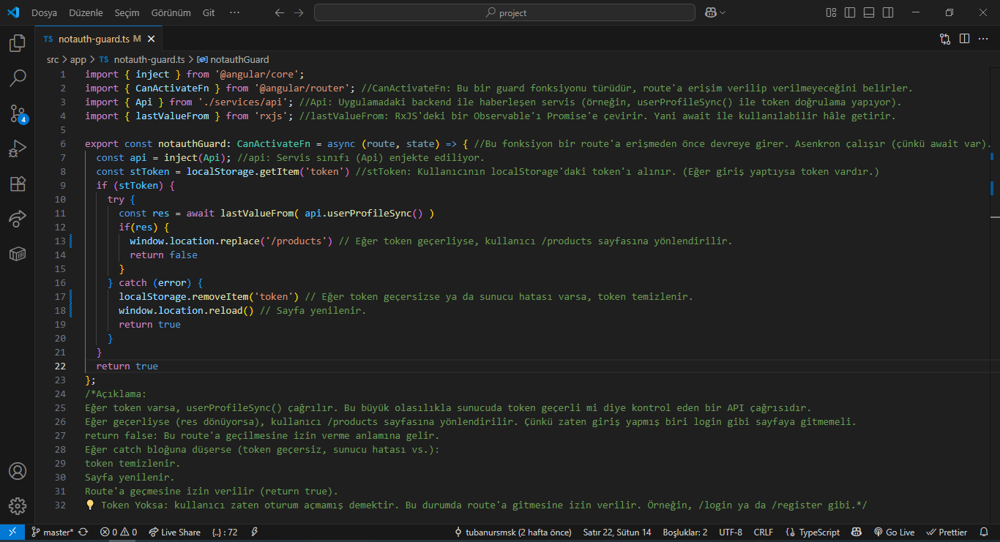 Dosya Düzenle Seçim Görünüm Git ··· project
TS notauth-guard.ts M
src > app > TS notauth-guard.ts > notauthGuard
1 import { inject } from '@angular/core';
2 import { CanActivateFn } from '@angular/router'; //CanActivateFn: Bu bir guard fonksiyonu türüdür, route'a erişim verilip verilmeyeceğini belirler.
3 import { Api } from './services/api'; //Api: Uygulamadaki backend ile haberleşen servis (örneğin, userProfileSync() ile token doğrulama yapıyor).
4 import { lastValueFrom } from 'rxjs'; //lastValueFrom: RxJS'deki bir Observable'ı Promise'e çevirir. Yani await ile kullanılabilir hâle getirir.
5
6 export const notauthGuard: CanActivateFn = async (route, state) => { //Bu fonksiyon bir route'a erişmeden önce devreye girer. Asenkron çalışır (çünkü await var).
7 const api = inject(Api); //api: Servis sınıfı (Api) enjekte ediliyor.
8 const stToken = localStorage.getItem('token') //stToken: Kullanıcının localStorage'daki token'ı alınır. (Eğer giriş yaptıysa token vardır.)
9 if (stToken) {
10 try {
11 const res = await lastValueFrom( api.userProfileSync() )
12 if(res) {
13 window.location.replace('/products') // Eğer token geçerliyse, kullanıcı /products sayfasına yönlendirilir.
14 return false
15 }
16 } catch (error) {
17 localStorage.removeItem('token') // Eğer token geçersizse ya da sunucu hatası varsa, token temizlenir.
18 window.location.reload() // Sayfa yenilenir.
19 return true
20 }
21 }
22 return true
23 };
24 /*Açıklama:
25 Eğer token varsa, userProfileSync() çağrılır. Bu büyük olasılıkla sunucuda token geçerli mi diye kontrol eden bir API çağrısıdır.
26 Eğer geçerliyse (res dönüyorsa), kullanıcı /products sayfasına yönlendirilir. Çünkü zaten giriş yapmış biri login gibi sayfaya gitmemeli.
27 return false: Bu route'a geçilmesine izin verme anlamına gelir.
28 Eğer catch bloğuna düşerse (token geçersiz, sunucu hatası vs.):
29 token temizlenir.
30 Sayfa yenilenir.
31 Route'a geçmesine izin verilir (return true).
32 Token Yoksa: kullanıcı zaten oturum açmamış demektir. Bu durumda route'a gitmesine izin verilir. Örneğin, /login ya da /register gibi.*/
4
master* 0 0 Live Share {..} : 72 tubanursmsk (2 hafta önce) Satır 22, Sütun 14 Boşluklar: 2 UTF-8 CRLF {} TypeScript Go Live Prettier